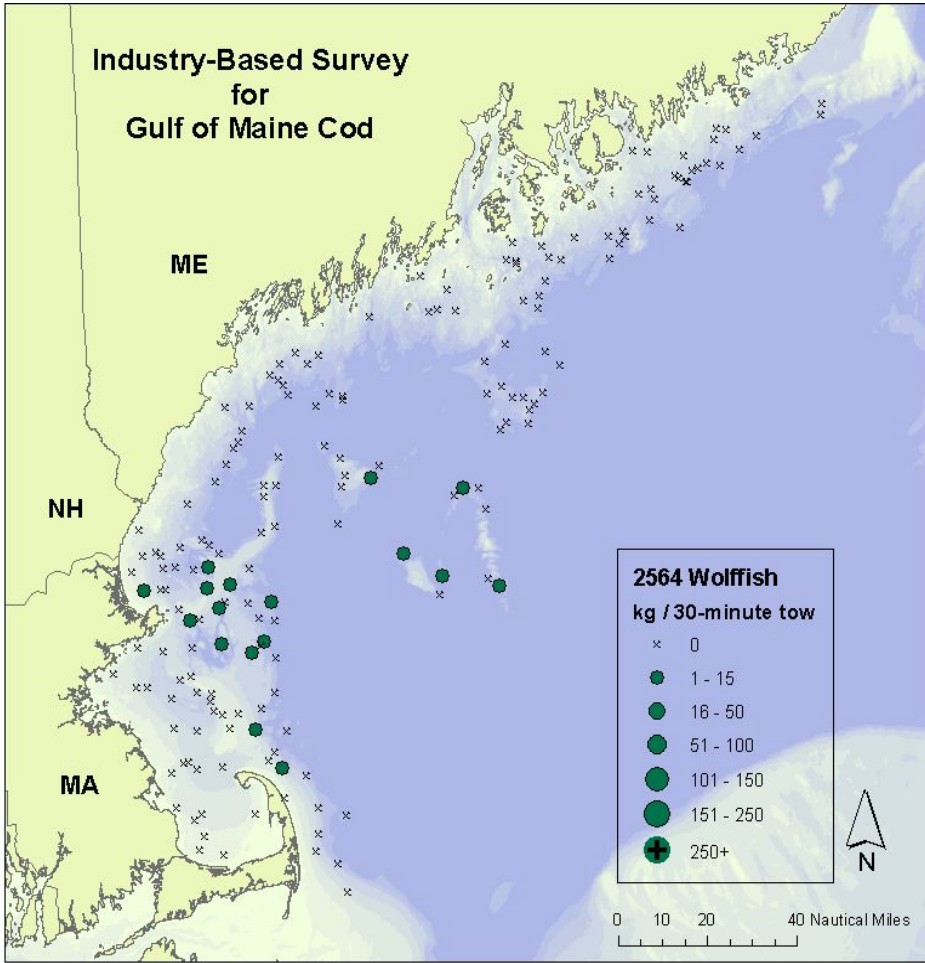 Industry-Based Survey
for
Gulf of Maine Cod
ME
NH
MA
2564 Wolffish
kg / 30-minute tow
0
1 - 15
16 - 50
51 - 100
101 - 150
151 - 250
250+
N
0 10 20 40 Nautical Miles